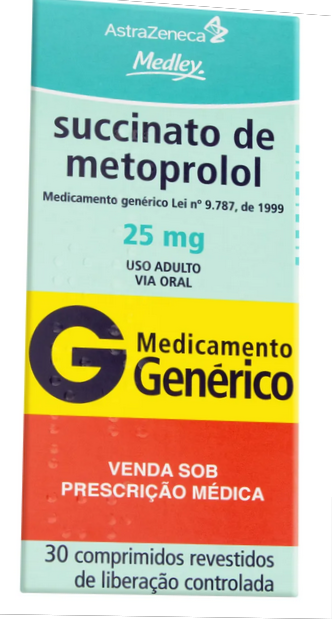 AstraZeneca
Medley.
succinato de
metoprolol
Medicamento genérico Lei nº 9.787, de 1999
25 mg
USO ADULTO
VIA ORAL
G Medicamento
Genérico
VENDA SOB
PRESCRIÇÃO MÉDICA
30 comprimidos revestidos
de liberação controlada